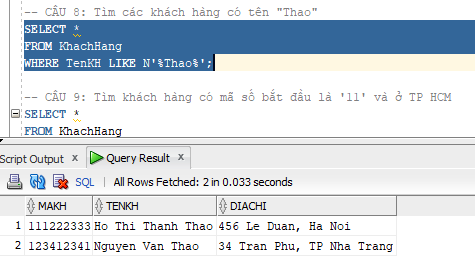 -- CÂU 8: Tìm các khách hàng có tên "Thao"
SELECT *
FROM KhachHang
WHERE TenKH LIKE N'%Thao%';
-- CÂU 9: Tìm khách hàng có mã số bắt đầu là '11' và ở TP HCM
SELECT *
FROM KhachHang
Script Output x Query Result x
SQL | All Rows Fetched: 2 in 0.033 seconds
MAKH TENKH DIACHI
1 111222333 Ho Thi Thanh Thao 456 Le Duan, Ha Noi
2 123412341 Nguyen Van Thao 34 Tran Phu, TP Nha Trang